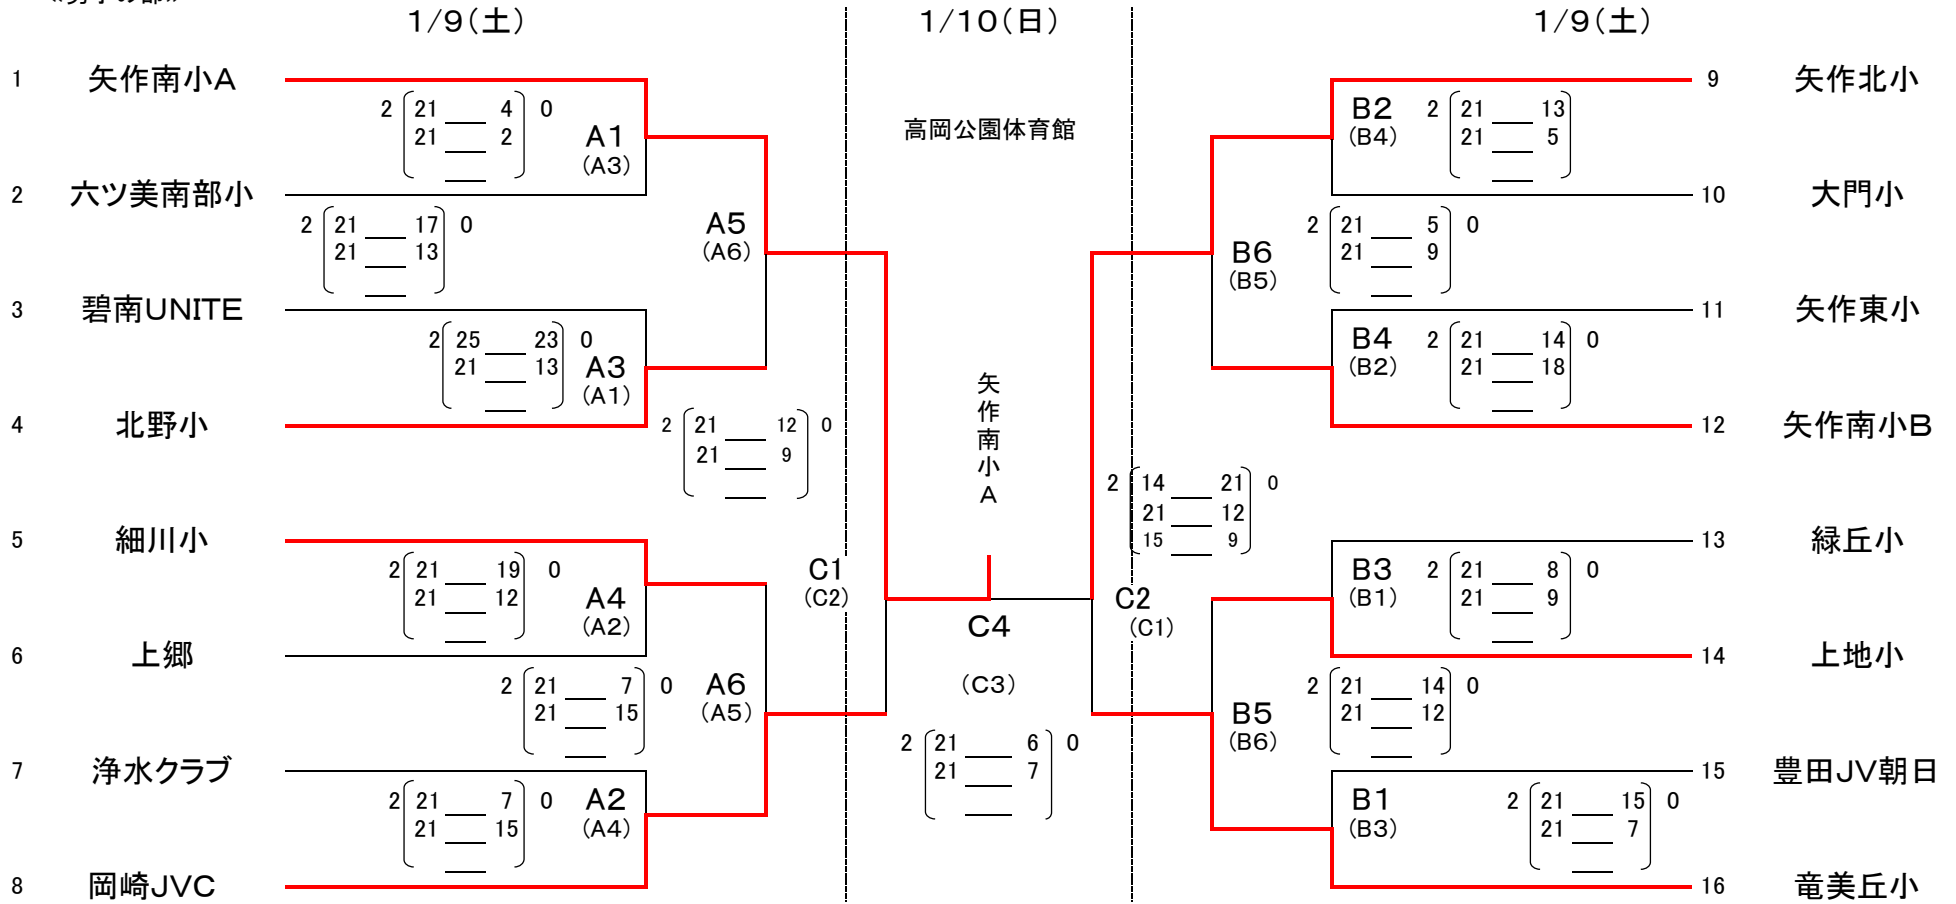 1/9(土)
1/10(日)
1/9(土)
高岡公園体育館
1 矢作南小A
2 21 4 0
21 2
A1
(A3)
2 六ツ美南部小
2 21 17 0
21 13
A5
(A6)
3 碧南UNITE
2 25 23 0
21 13
A3
(A1)
4 北野小
2 21 12 0
21 9
5 細川小
2 21 19 0
21 12
A4
(A2)
C1
(C2)
6 上郷
2 21 7 0
21 15
A6
(A5)
7 浄水クラブ
2 21 7 0
21 15
A2
(A4)
8 岡崎JVC
矢作南小A
C4
(C3)
2 21 6 0
21 7
9 矢作北小
B2
(B4)
2 21 13
21 5
10 大門小
2 21 5 0
21 9
B6
(B5)
11 矢作東小
B4
(B2)
2 21 14 0
21 18
12 矢作南小B
2 14 21 0
21 12
15 9
C2
(C1)
13 緑丘小
B3
(B1)
2 21 8 0
21 9
14 上地小
2 21 14 0
21 12
B5
(B6)
15 豊田JV朝日
B1
(B3)
2 21 15 0
21 7
16 竜美丘小